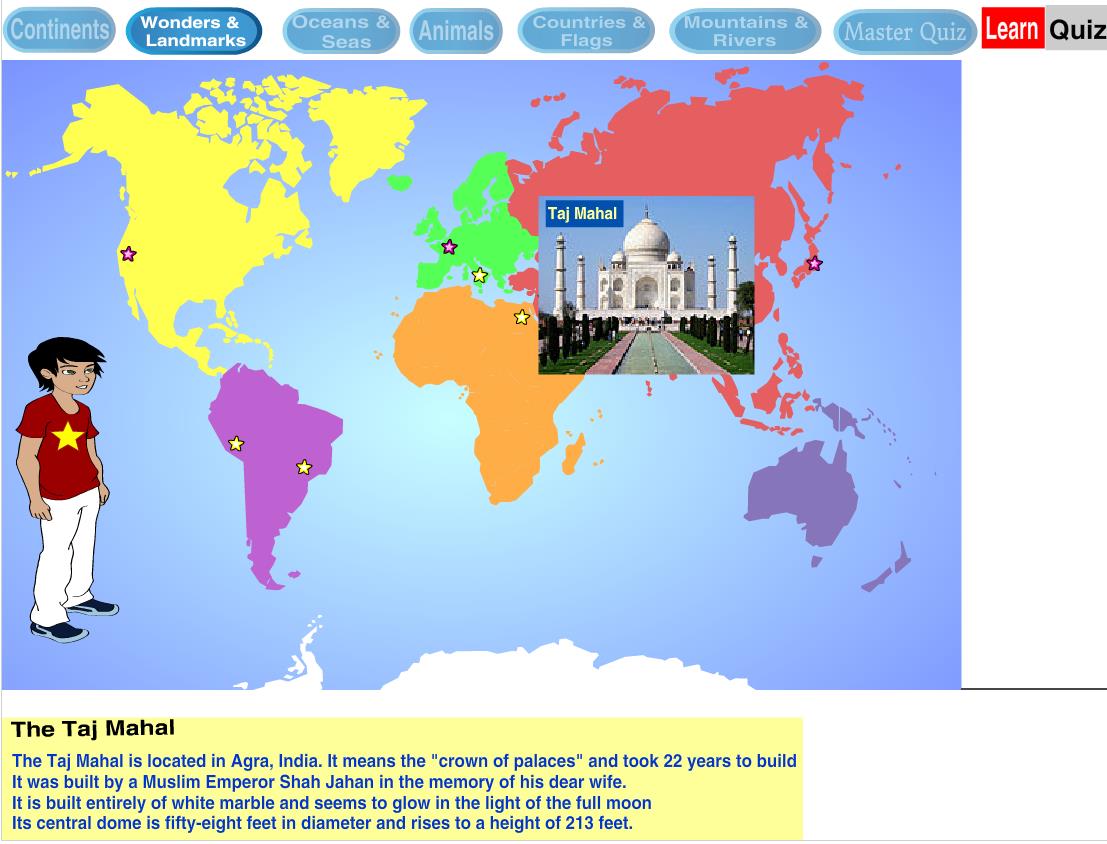 Continents
Wonders &
Landmarks
Oceans &
Seas
Animals
Countries &
Flags
Mountains &
Rivers
Master Quiz
Learn
Quiz
Taj Mahal
The Taj Mahal
The Taj Mahal is located in Agra, India. It means the "crown of palaces" and took 22 years to build
It was built by a Muslim Emperor Shah Jahan in the memory of his dear wife.
It is built entirely of white marble and seems to glow in the light of the full moon
Its central dome is fifty-eight feet in diameter and rises to a height of 213 feet.